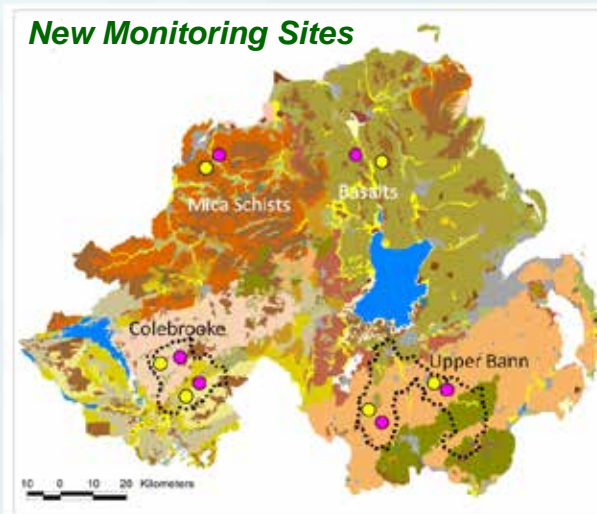 New Monitoring Sites
Mica Schists
Basalts
Colebrooke
Upper Bann
10 0 10 20 Kilometers